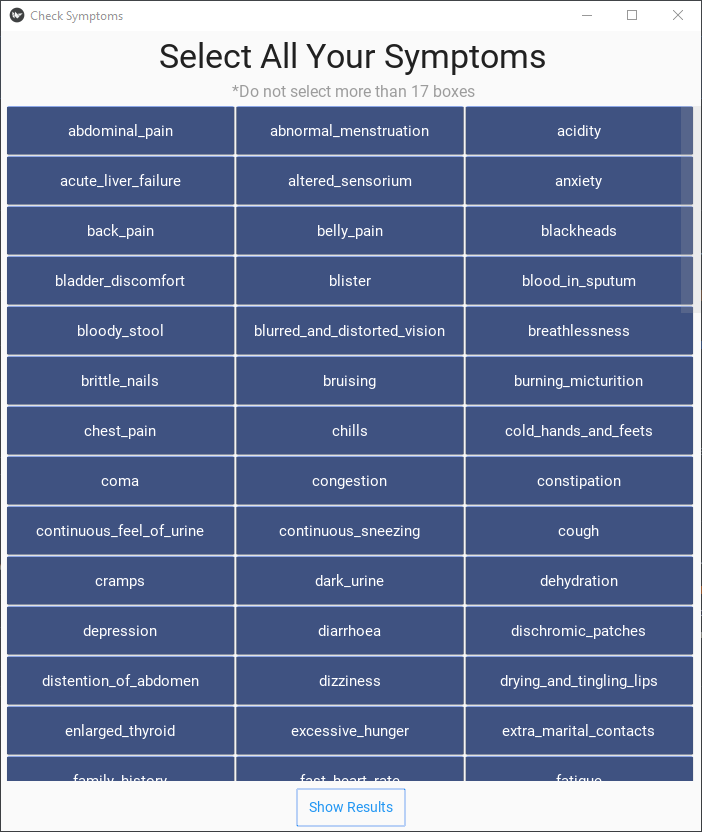 Check Symptoms
Select All Your Symptoms
*Do not select more than 17 boxes
abdominal_pain abnormal_menstruation acidity
acute_liver_failure altered_sensorium anxiety
back_pain belly_pain blackheads
bladder_discomfort blister blood_in_sputum
bloody_stool blurred_and_distorted_vision breathlessness
brittle_nails bruising burning_micturition
chest_pain chills cold_hands_and_feets
coma congestion constipation
continuous_feel_of_urine continuous_sneezing cough
cramps dark_urine dehydration
depression diarrhoea dischromic_patches
distention_of_abdomen dizziness drying_and_tingling_lips
enlarged_thyroid excessive_hunger extra_marital_contacts
family_history fast_heart_rate fatigue
Show Results